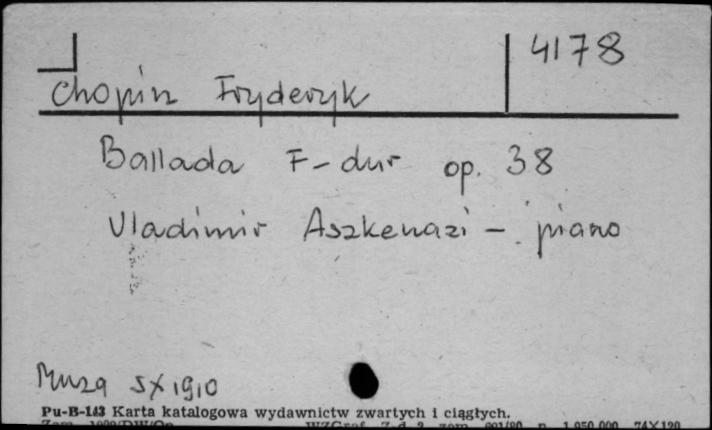 4178
Chopin Fryderyk
Ballada F-dur op. 38
Vladimir Aszkenazi - piano
Muza SX 1910
Pu-B-143 Karta katalogowa wydawnictw zwartych i ciągłych.